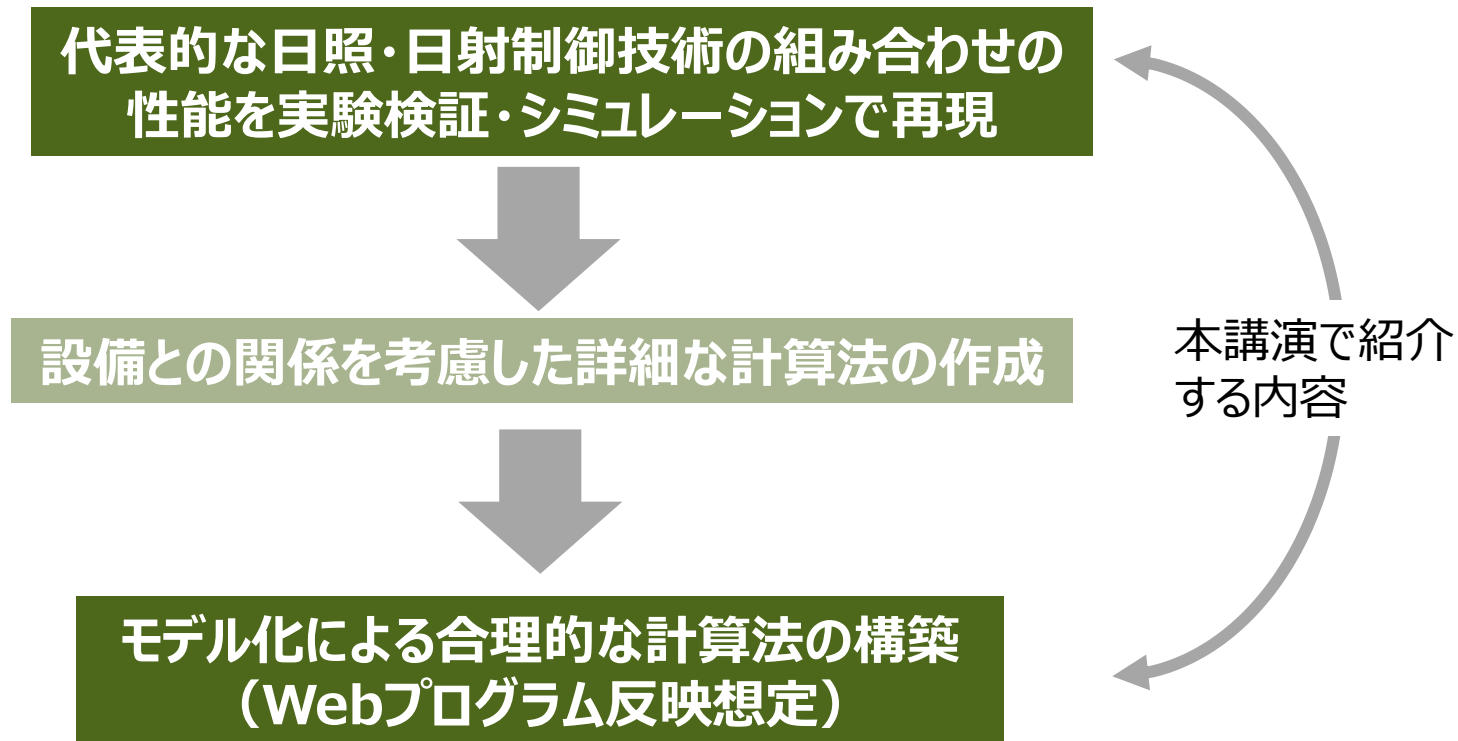 代表的な日照・日射制御技術の組み合わせの
性能を実験検証・シミュレーションで再現
設備との関係を考慮した詳細な計算法の作成
本講演で紹介
する内容
モデル化による合理的な計算法の構築
（Webプログラム反映想定）